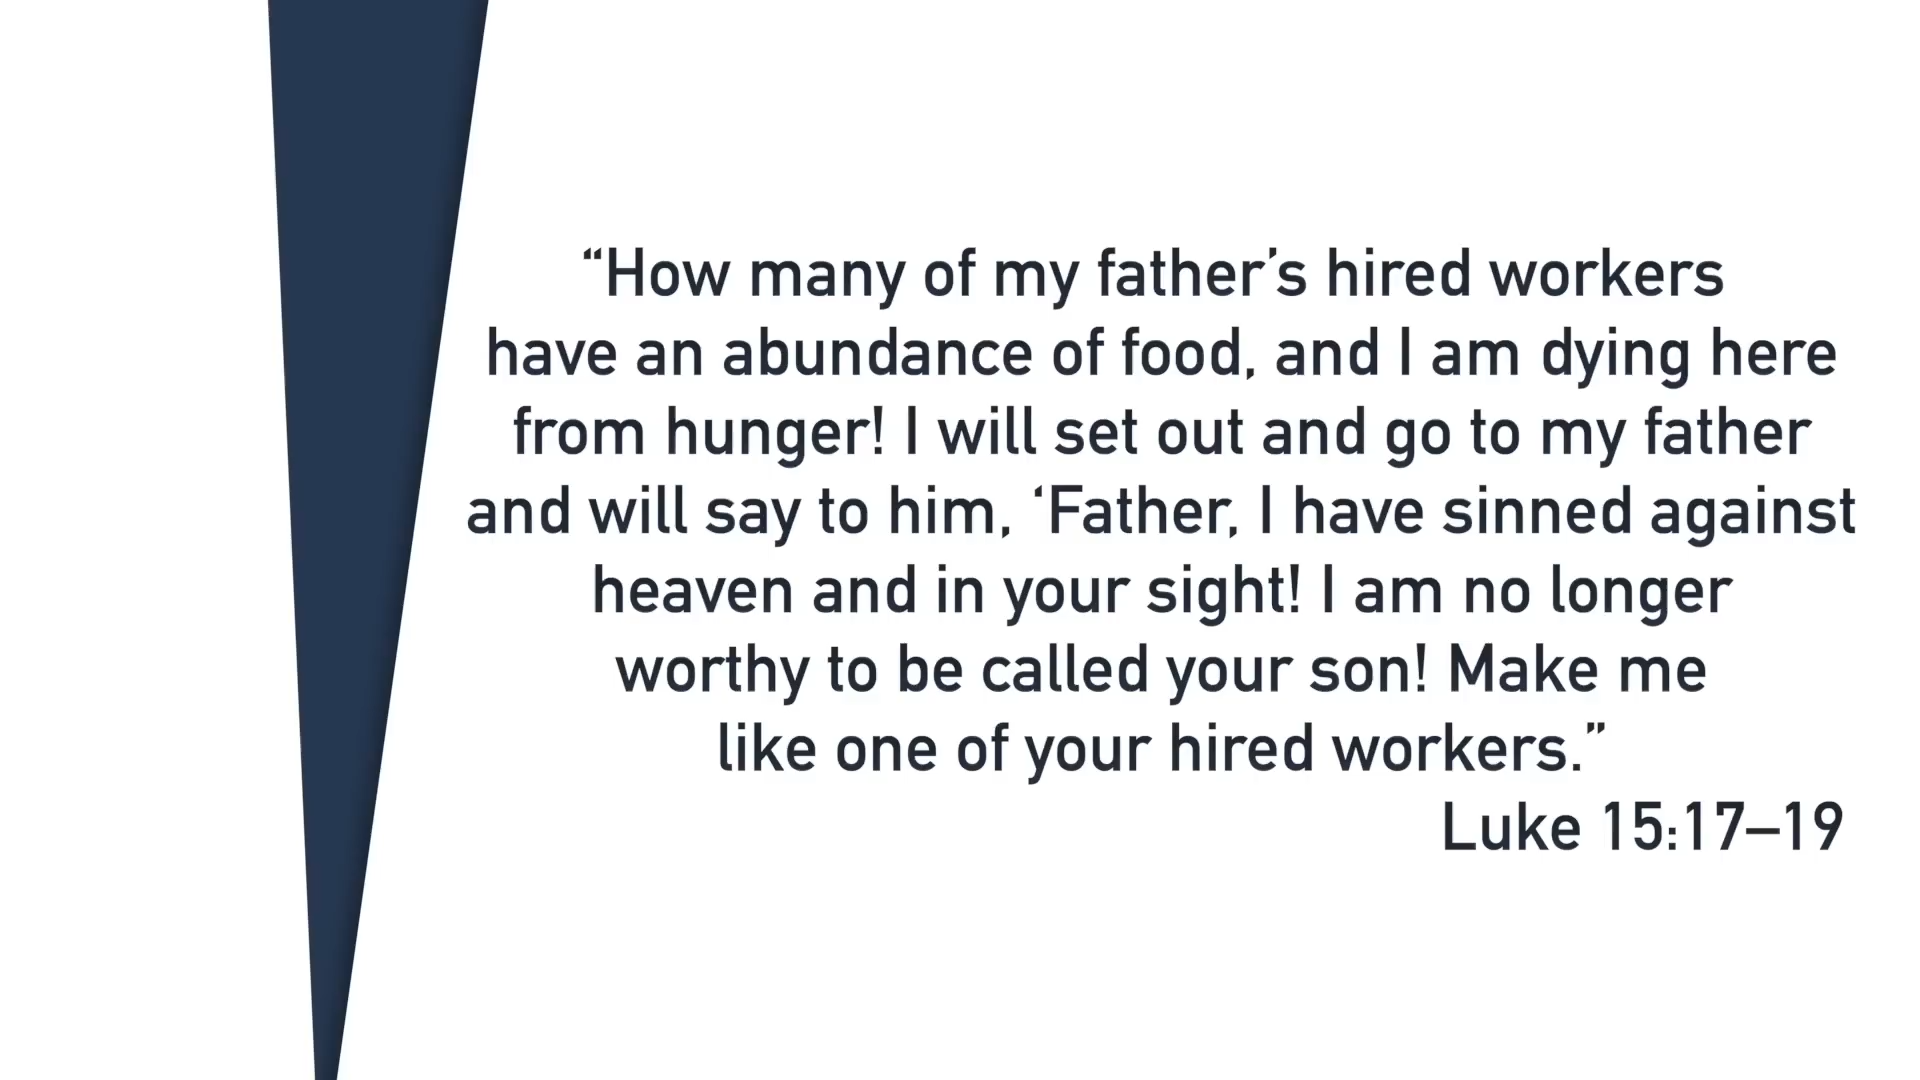 “How many of my father’s hired workers
have an abundance of food, and I am dying here
from hunger! I will set out and go to my father
and will say to him, ‘Father, I have sinned against
heaven and in your sight! I am no longer
worthy to be called your son! Make me
like one of your hired workers.”
Luke 15:17–19